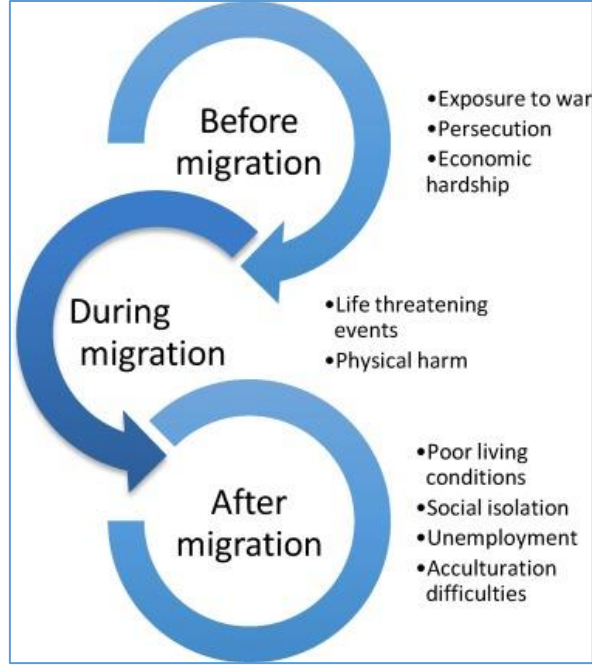 Before
migration
•Exposure to war
•Persecution
•Economic
hardship
During
migration
•Life threatening
events
•Physical harm
After
migration
•Poor living
conditions
•Social isolation
•Unemployment
•Acculturation
difficulties